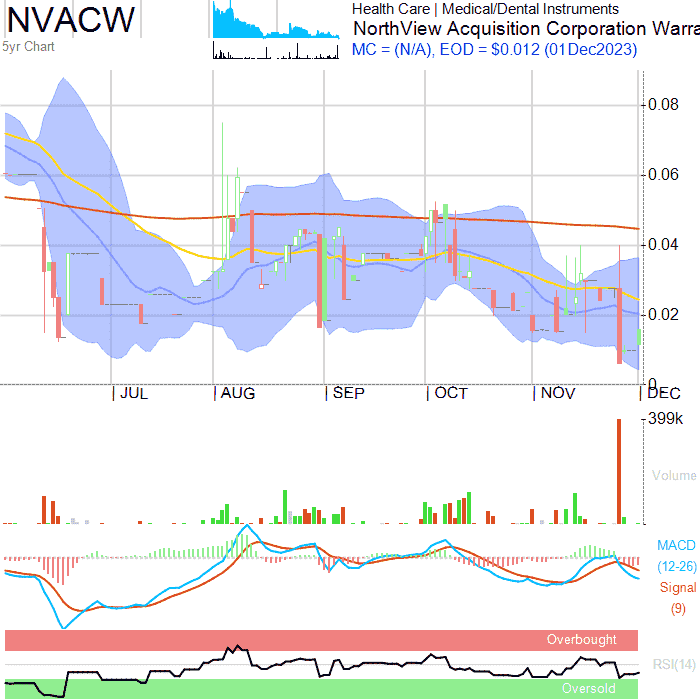 NVACW
5yr Chart
Health Care | Medical/Dental Instruments
NorthView Acquisition Corporation Warra
MC = (N/A), EOD = $0.012 (01Dec2023)
0.08
0.06
0.04
0.02
0
JUL
AUG
SEP
OCT
NOV
DEC
399k
Volume
MACD
(12-26)
Signal
(9)
Overbought
RSI(14)
Oversold